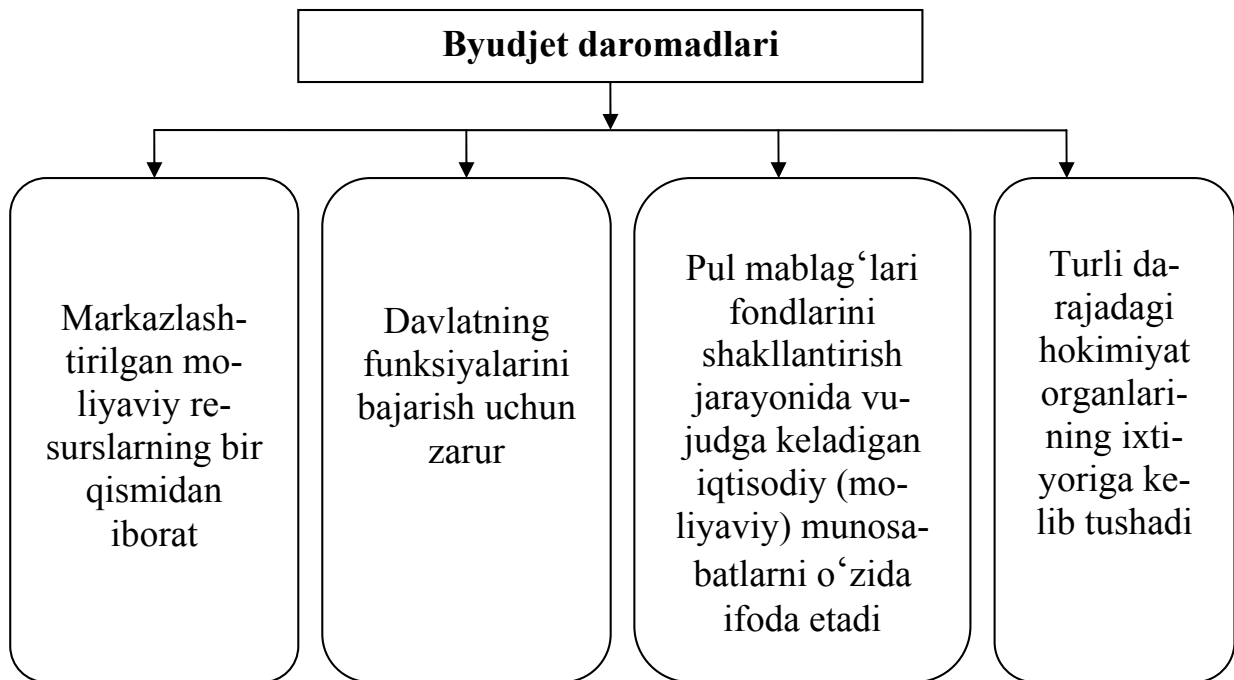 Byudjet daromadlari
Markazlash-
tirilgan mo-
liyaviy re-
surslarning bir
qismidan
iborat
Davlatning
funksiyalarini
bajarish uchun
zarur
Pul mablag‘lari
fondlarini
shakllantirish
jarayonida vu-
judga keladigan
iqtisodiy (mo-
liyaviy) munosa-
batlarni o‘zida
ifoda etadi
Turli da-
rajadagi
hokimiyat
organlari-
ning ixti-
yoriga ke-
lib tushadi